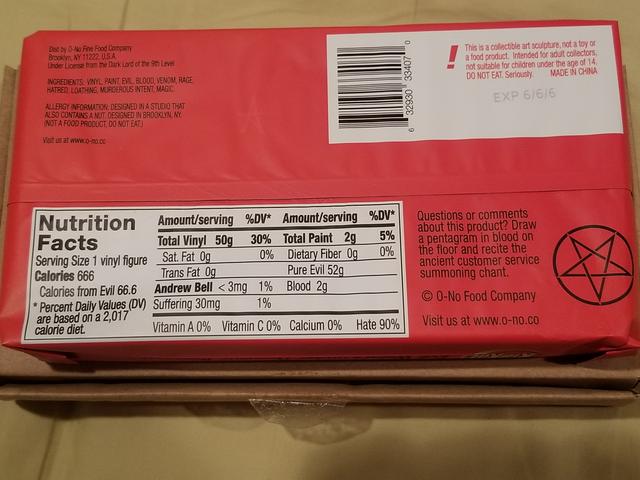 Dist by O-No Fine Food Company
Brooklyn, NY 11222, U.S.A.
Under License from the Dark Lord of the 9th Level
INGREDIENTS: VINYL, PAINT, EVIL, BLOOD, VENOM, RAGE,
HATRED, LOATHING, MURDEROUS INTENT, MAGIC.
ALLERGY INFORMATION: DESIGNED IN A STUDIO THAT
ALSO CONTAINS A NUT. DESIGNED IN BROOKLYN, NY.
(NOT A FOOD PRODUCT, DO NOT EAT.)
Visit us at www.o-no.co
6 32930 33407 0
! This is a collectible art sculpture, not a toy or
a food product. Intended for adult collectors,
not suitable for children under the age of 14.
DO NOT EAT. Seriously. MADE IN CHINA
EXP 6/6/6
Nutrition
Facts
Serving Size 1 vinyl figure
Calories 666
Calories from Evil 66.6
* Percent Daily Values (DV)
are based on a 2,017
calorie diet.
Amount/serving %DV* Amount/serving %DV*
Total Vinyl 50g 30% Total Paint 2g 5%
Sat. Fat 0g 0% Dietary Fiber 0g 0%
Trans Fat 0g Pure Evil 52g
Andrew Bell < 3mg 1% Blood 2g
Suffering 30mg 1%
Vitamin A 0% Vitamin C 0% Calcium 0% Hate 90%
Questions or comments
about this product? Draw
a pentagram in blood on
the floor and recite the
ancient customer service
summoning chant.
© O-No Food Company
Visit us at www.o-no.co